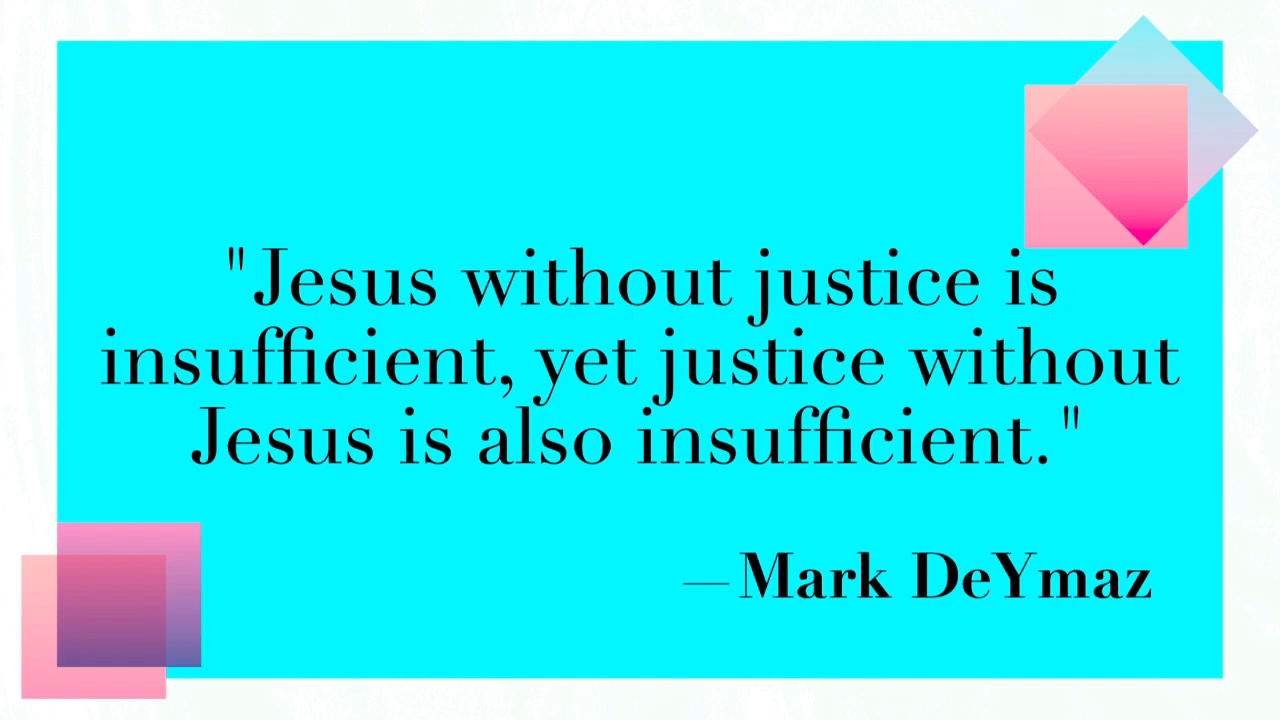 "Jesus without justice is
insufficient, yet justice without
Jesus is also insufficient."
—Mark DeYmaz